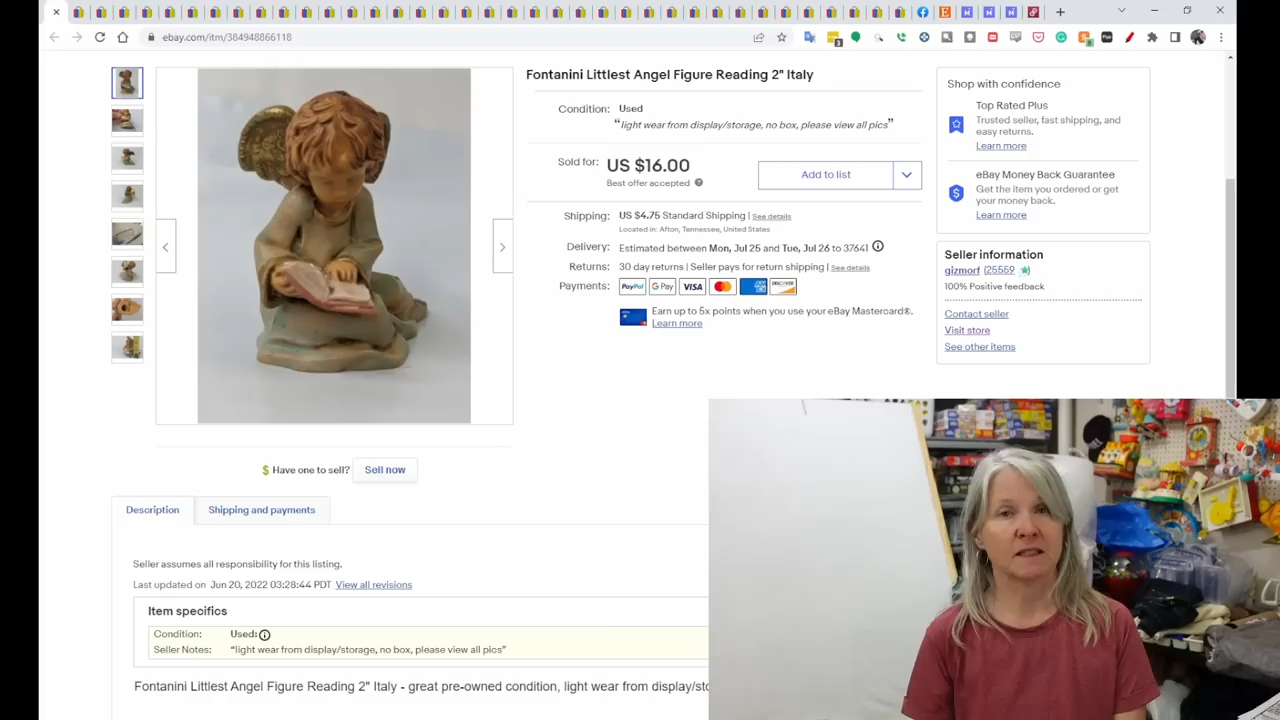 ebay.com/itm/384948866118
Fontanini Littlest Angel Figure Reading 2" Italy
Condition: Used
"light wear from display/storage, no box, please view all pics"
Sold for: US $16.00
Best offer accepted
Add to list
Shipping: US $4.75 Standard Shipping | See details
Located in: Afton, Tennessee, United States
Delivery: Estimated between Mon, Jul 25 and Tue, Jul 26 to 37641
Returns: 30 day returns | Seller pays for return shipping | See details
Payments: PayPal G Pay VISA DISCOVER
Earn up to 5x points when you use your eBay Mastercard®.
Learn more
Shop with confidence
Top Rated Plus
Trusted seller, fast shipping, and
easy returns.
Learn more
eBay Money Back Guarantee
Get the item you ordered or get
your money back.
Learn more
Seller information
gizmorf (25559
100% Positive feedback
Contact seller
Visit store
See other items
Have one to sell? Sell now
Description
Shipping and payments
Seller assumes all responsibility for this listing.
Last updated on Jun 20, 2022 03:28:44 PDT View all revisions
Item specifics
Condition: Used:
Seller Notes: "light wear from display/storage, no box, please view all pics"
Fontanini Littlest Angel Figure Reading 2" Italy - great pre-owned condition, light wear from display/sto